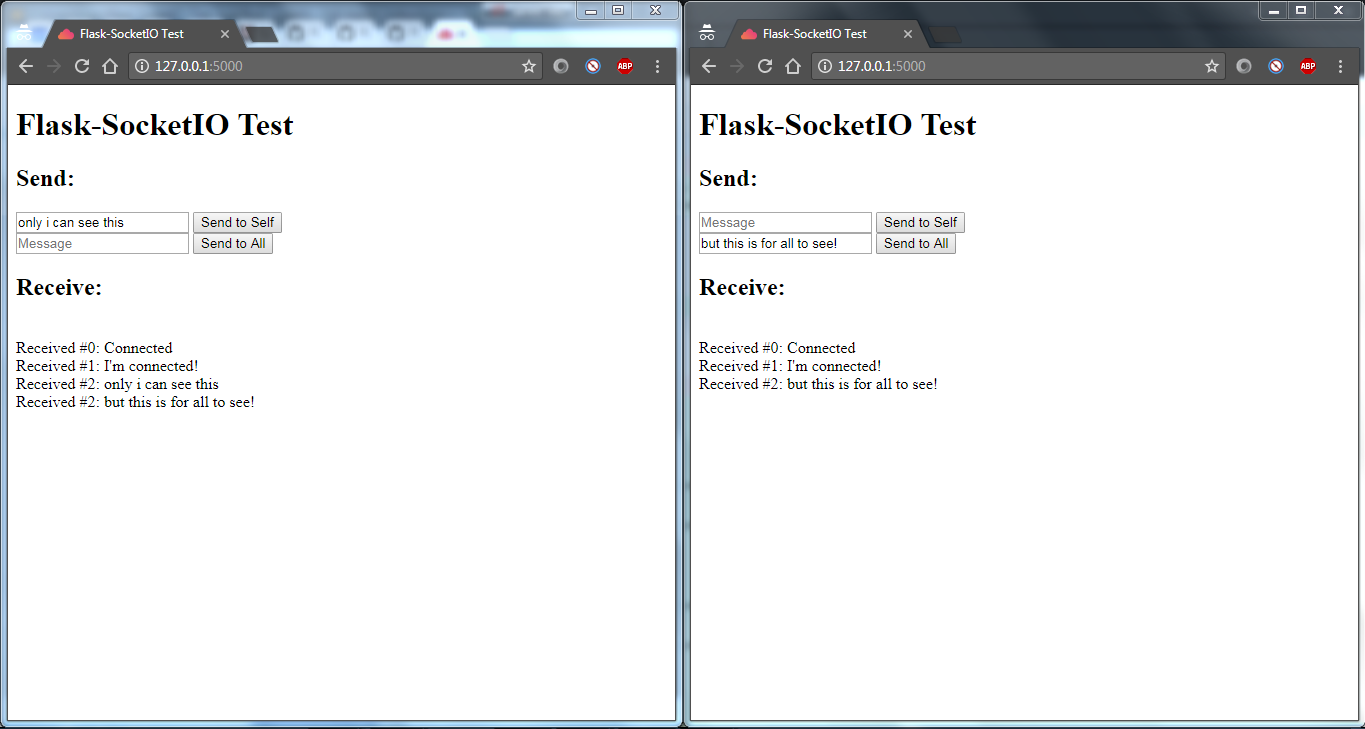 Flask-SocketIO Test
127.0.0.1:5000
ABP
Flask-SocketIO Test
Send:
only i can see this Send to Self
Message Send to All
Receive:
Received #0: Connected
Received #1: I'm connected!
Received #2: only i can see this
Received #2: but this is for all to see!
Flask-SocketIO Test
127.0.0.1:5000
ABP
Flask-SocketIO Test
Send:
Message Send to Self
but this is for all to see! Send to All
Receive:
Received #0: Connected
Received #1: I'm connected!
Received #2: but this is for all to see!